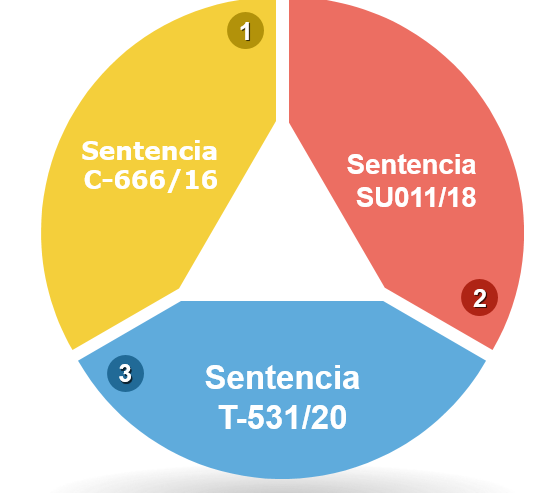 1
Sentencia
C-666/16
Sentencia
SU011/18
2
3
Sentencia
T-531/20